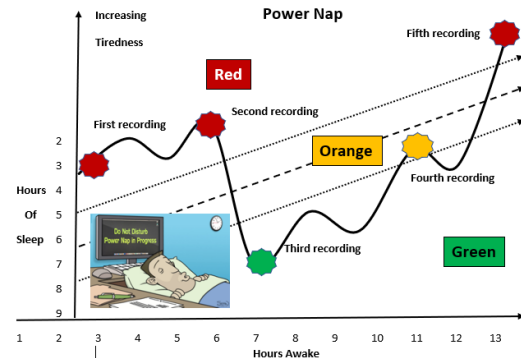 Power Nap
Increasing
Tiredness
Fifth recording
Red
Second recording
First recording
Orange
Fourth recording
Third recording
Green
Hours
Of
Sleep
2
3
4
5
6
7
8
9
Do Not Disturb
Power Nap in Progress
1 2 3 4 5 6 7 8 9 10 11 12 13
Hours Awake